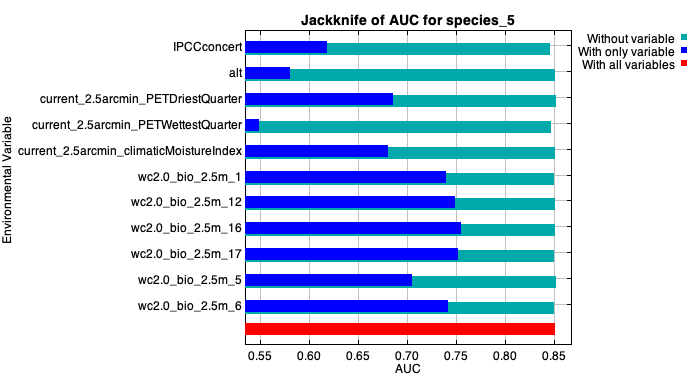 Jackknife of AUC for species_5
Without variable
With only variable
With all variables
Environmental Variable
IPCCconcert
alt
current_2.5arcmin_PETDriestQuarter
current_2.5arcmin_PETWettestQuarter
current_2.5arcmin_climaticMoistureIndex
wc2.0_bio_2.5m_1
wc2.0_bio_2.5m_12
wc2.0_bio_2.5m_16
wc2.0_bio_2.5m_17
wc2.0_bio_2.5m_5
wc2.0_bio_2.5m_6
0.55 0.60 0.65 0.70 0.75 0.80 0.85
AUC